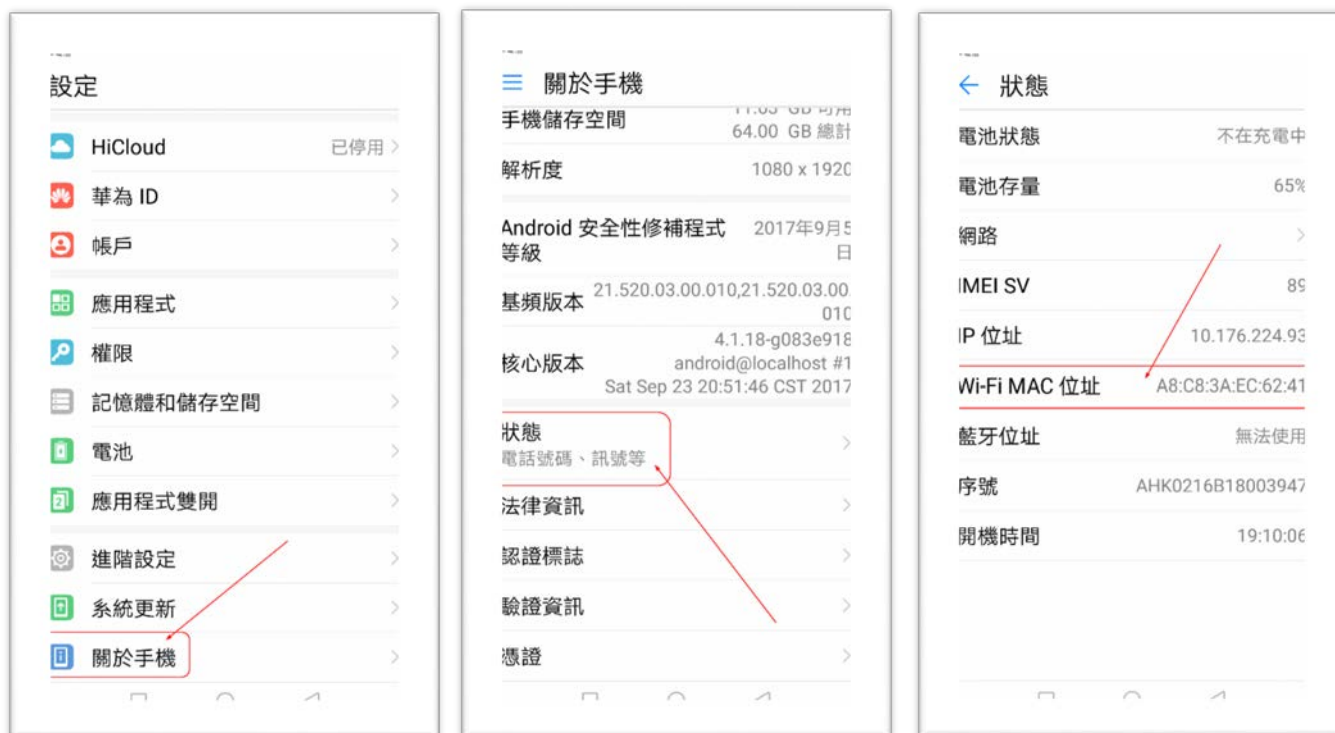 設定
HiCloud 已停用
華為 ID
帳戶
應用程式
權限
記憶體和儲存空間
電池
應用程式雙開
進階設定
系統更新
關於手機
關於手機
手機儲存空間
64.00 GB 總計
解析度 1080 x 1920
Android 安全性修補程式 2017年9月5
等級 日
基頻版本 21.520.03.00.010,21.520.03.00.
010
4.1.18-g083e918
核心版本 android@localhost #1
Sat Sep 23 20:51:46 CST 2017
狀態
電話號碼、訊號等
法律資訊
認證標誌
驗證資訊
憑證
狀態
電池狀態 不在充電中
電池存量 65%
網路
IMEI SV 89
IP 位址 10.176.224.93
Wi-Fi MAC 位址 A8:C8:3A:EC:62:41
藍牙位址 無法使用
序號 AHK0216B18003947
開機時間 19:10:06